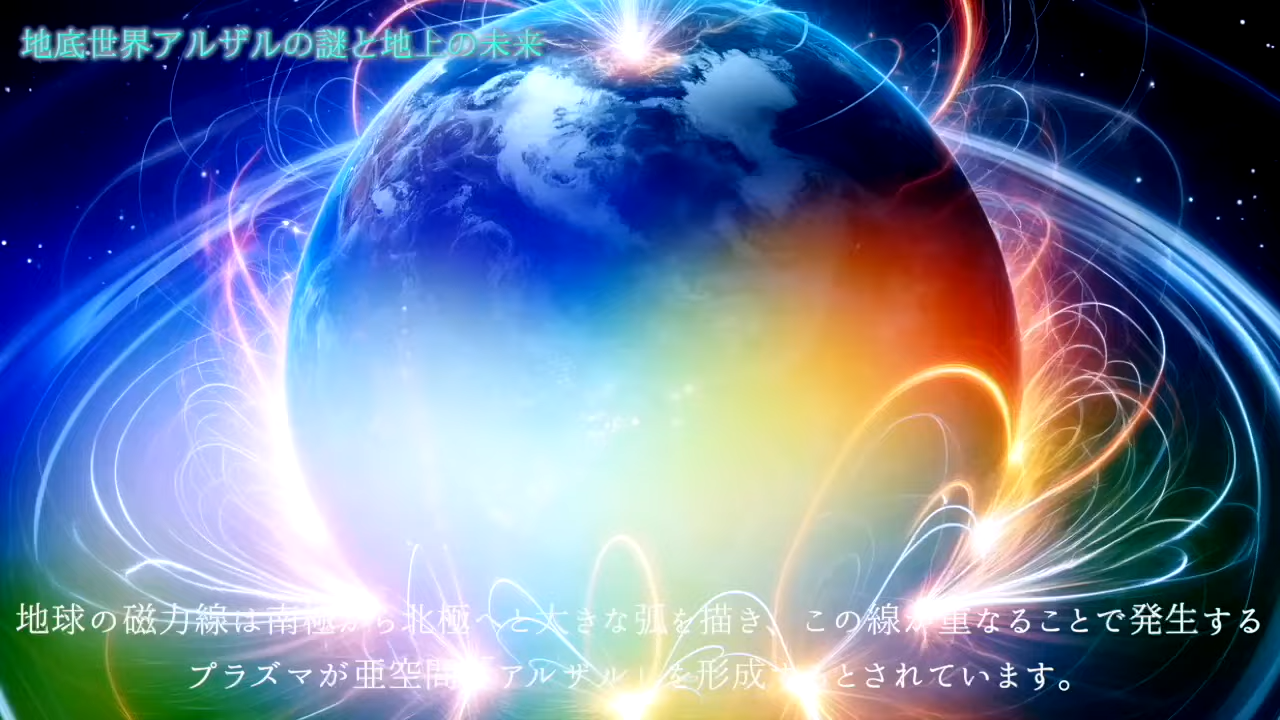 地底世界アルザルの謎と地上の未来
地球の磁力線は南極から北極へと大きな弧を描き、この線が重なることで発生する
プラズマが亜空間「アルザル」を形成するとされています。